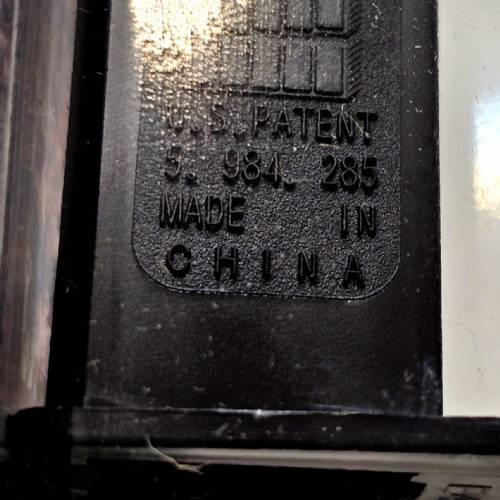 U.S. PATENT
5. 984. 285
MADE IN
CHINA